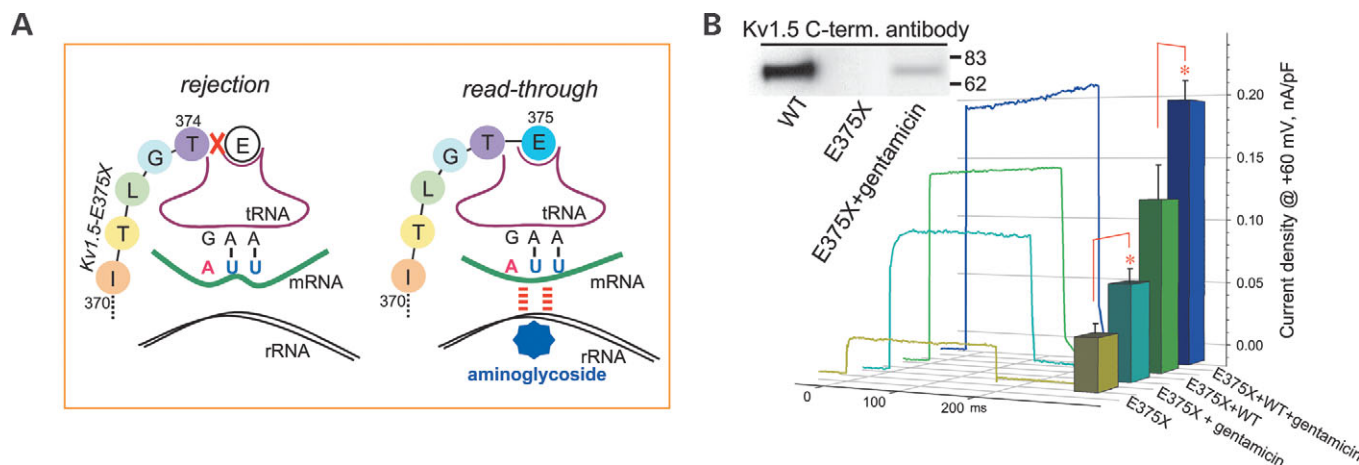 A
rejection
374
T X E
G
L
T
I
370
Kv1.5-E375X
tRNA
G A A
A U U
mRNA
rRNA
read-through
375
T E
G
L
T
I
370
tRNA
G A A
A U U
mRNA
rRNA
aminoglycoside
B
Kv1.5 C-term. antibody
83
62
WT
E375X
E375X+gentamicin
*
*
0.20
0.15
0.10
0.05
0.00
Current density @ +60 mV, nA/pF
0
100
200 ms
E375X
E375X + gentamicin
E375X+WT
E375X+WT+gentamicin